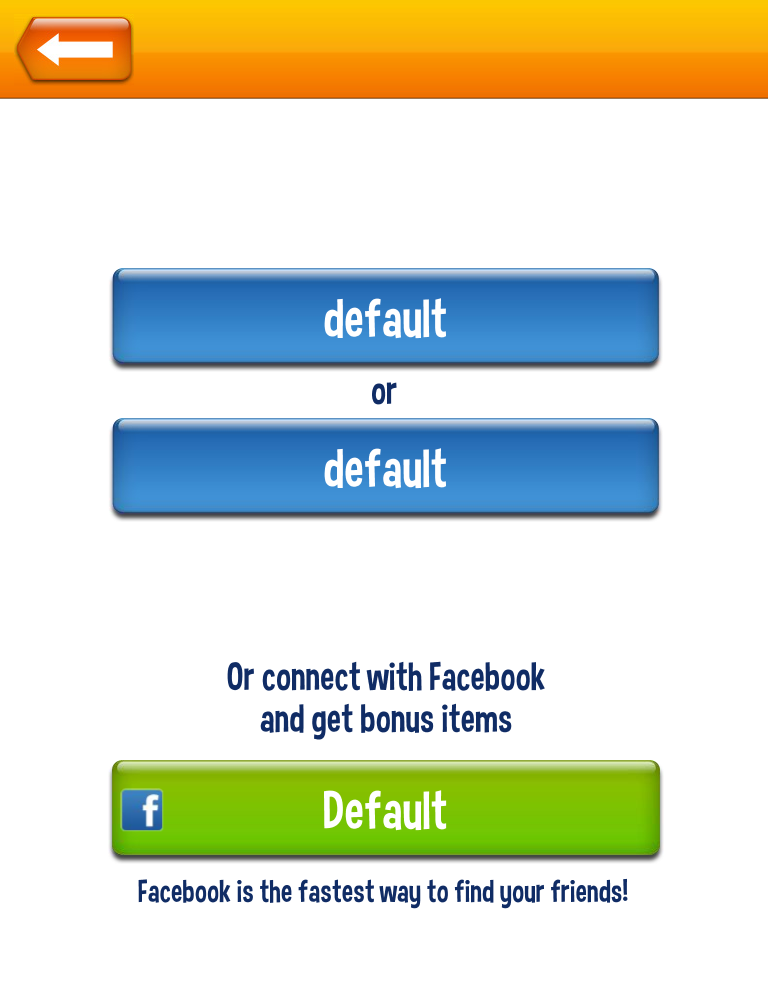 default
or
default
Or connect with Facebook
and get bonus items
f
Default
Facebook is the fastest way to find your friends!